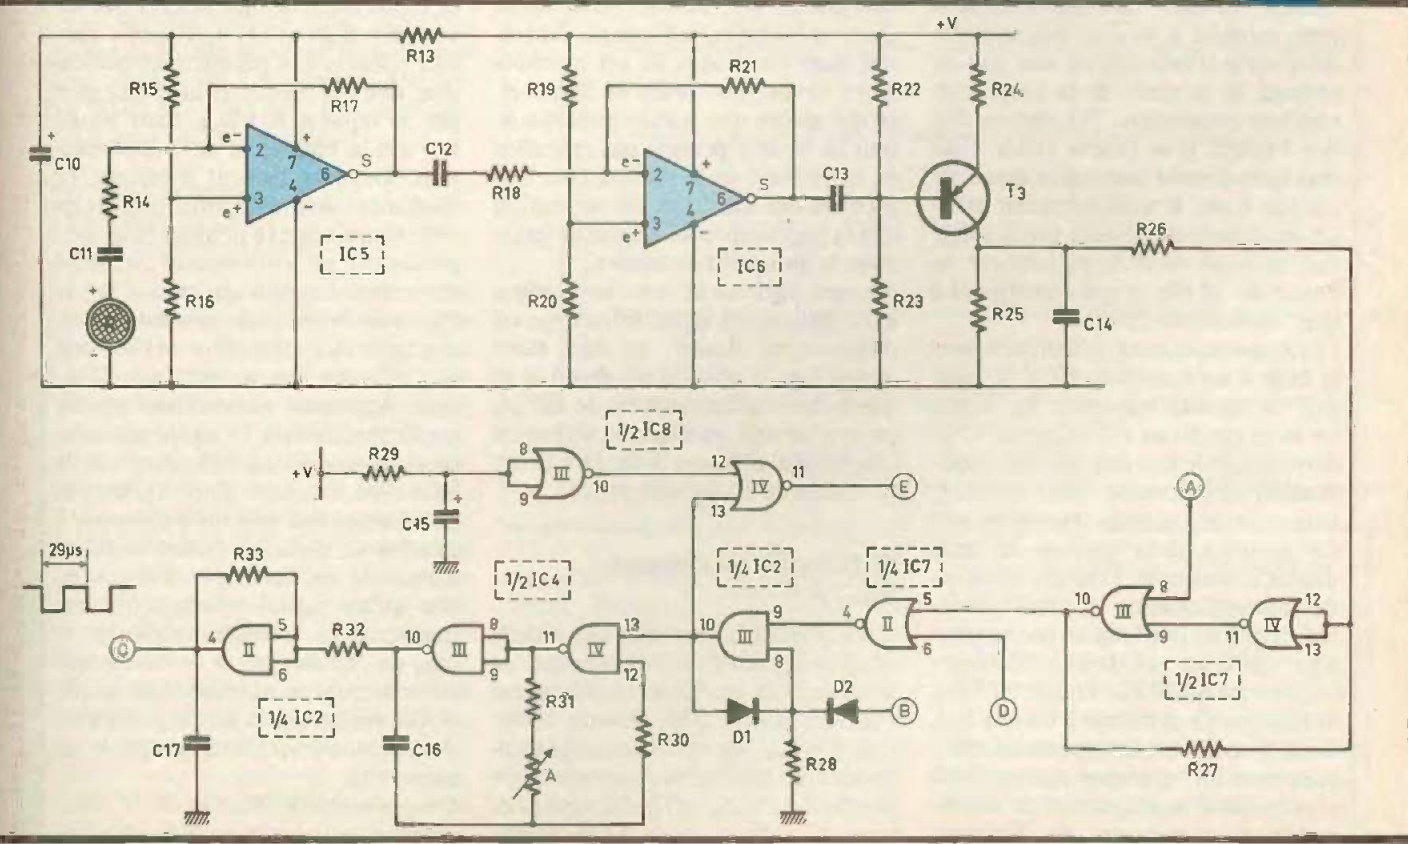 +V
R13
R15
R17
R19
R21
R22
R24
+
C10
e-
2
+
7
4
6
S
3
e+
R14
C12
R18
e-
2
+
7
4
6
S
3
e+
C13
T3
C11
+
-
R16
IC5
R20
IC6
R23
R25
R26
C14
1/2 IC8
+V
R29
+
C15
8
9
III
10
12
13
IV
11
E
A
29µs
R33
1/2 IC4
1/4 IC2
1/4 IC7
C
4
II
5
6
R32
10
III
8
9
11
IV
13
12
10
III
9
8
4
II
5
6
10
III
8
9
11
IV
12
13
1/4 IC2
R31
A
R30
D1
D2
B
D
1/2 IC7
C17
C16
R28
R27